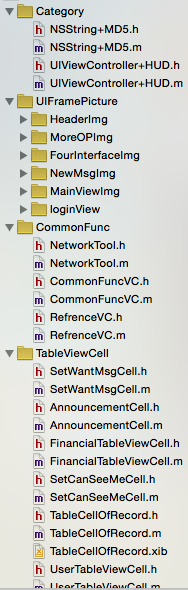 Category
h NSString+MD5.h
m NSString+MD5.m
h UIViewController+HUD.h
m UIViewController+HUD.m
UIFramePicture
HeaderImg
MoreOPImg
FourInterfaceImg
NewMsgImg
MainViewImg
loginView
CommonFunc
h NetworkTool.h
m NetworkTool.m
h CommonFuncVC.h
m CommonFuncVC.m
h RefrenceVC.h
m RefrenceVC.m
TableViewCell
h SetWantMsgCell.h
m SetWantMsgCell.m
h AnnouncementCell.h
m AnnouncementCell.m
h FinancialTableViewCell.h
m FinancialTableViewCell.m
h SetCanSeeMeCell.h
m SetCanSeeMeCell.m
h TableCellOfRecord.h
m TableCellOfRecord.m
TableCellOfRecord.xib
h UserTableViewCell.h
m UserTableViewCell.m